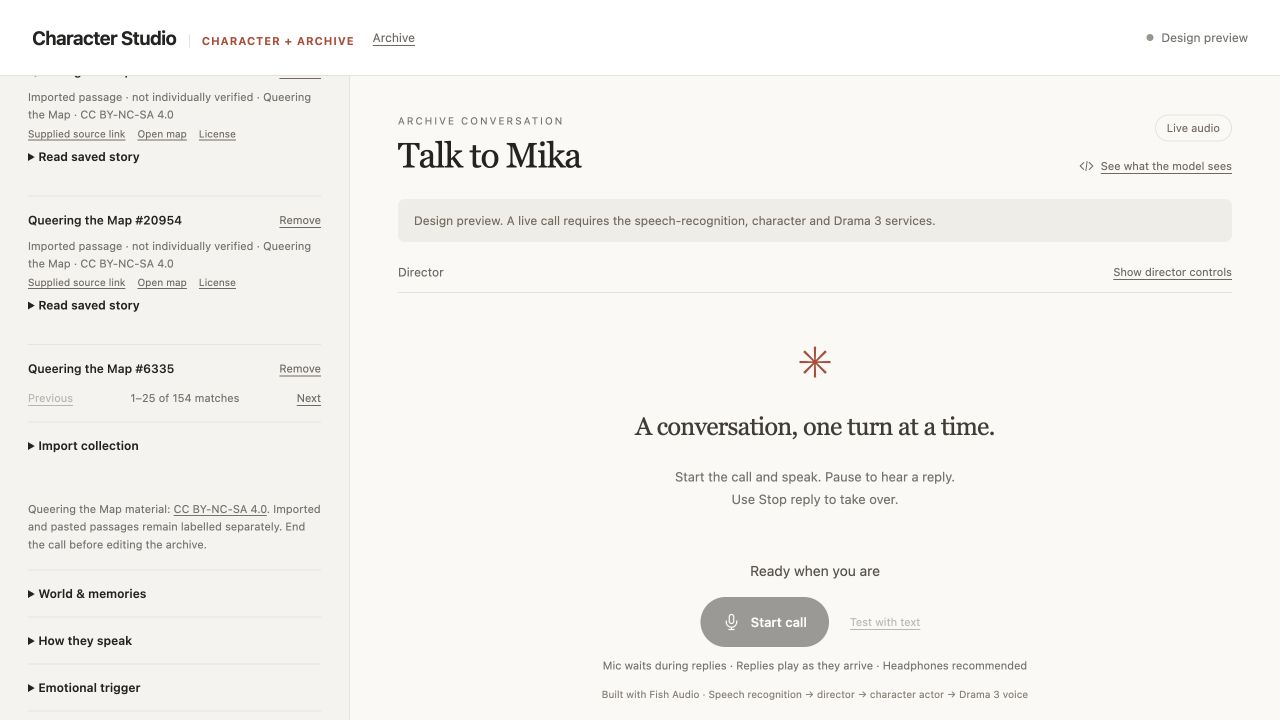 Character Studio
CHARACTER + ARCHIVE
Archive
Design preview
Imported passage · not individually verified · Queering
the Map · CC BY-NC-SA 4.0
Supplied source link Open map License
Read saved story
Queering the Map #20954 Remove
Imported passage · not individually verified · Queering
the Map · CC BY-NC-SA 4.0
Supplied source link Open map License
Read saved story
Queering the Map #6335 Remove
Previous 1–25 of 154 matches Next
Import collection
Queering the Map material: CC BY-NC-SA 4.0. Imported
and pasted passages remain labelled separately. End
the call before editing the archive.
World & memories
How they speak
Emotional trigger
ARCHIVE CONVERSATION
Talk to Mika
Live audio
See what the model sees
Design preview. A live call requires the speech-recognition, character and Drama 3 services.
Director Show director controls
A conversation, one turn at a time.
Start the call and speak. Pause to hear a reply.
Use Stop reply to take over.
Ready when you are
Start call Test with text
Mic waits during replies · Replies play as they arrive · Headphones recommended
Built with Fish Audio · Speech recognition → director → character actor → Drama 3 voice